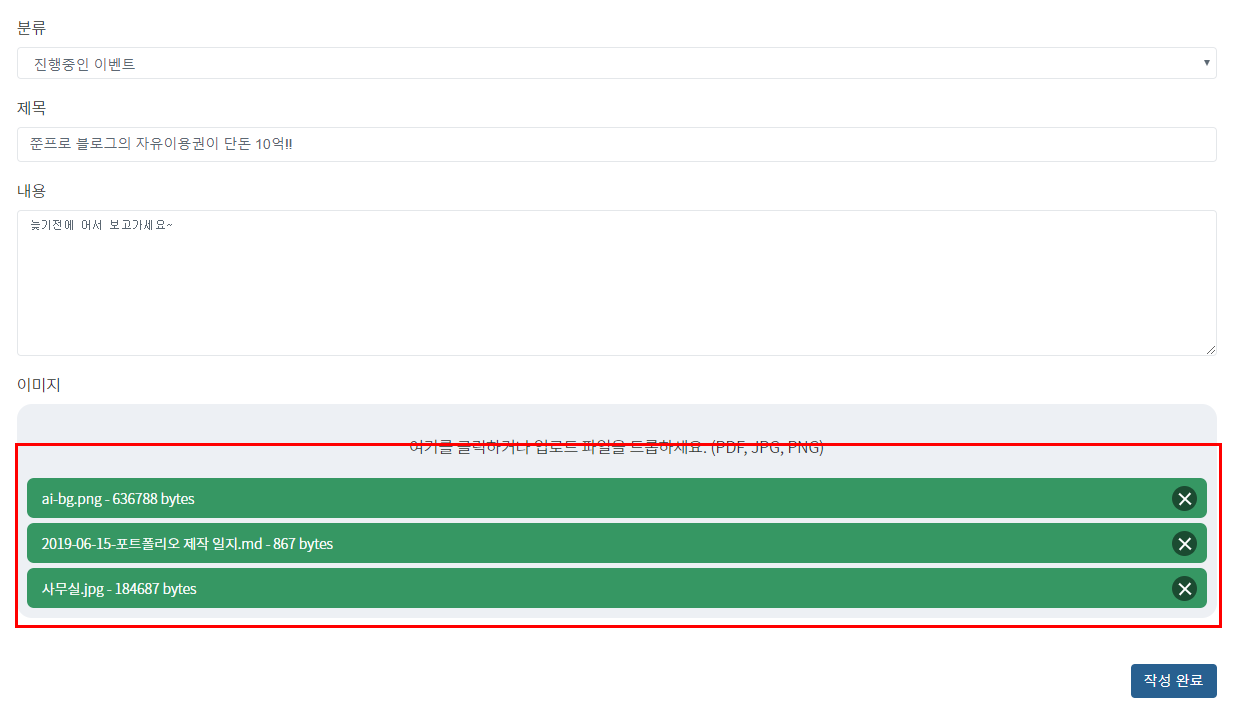 분류
진행중인 이벤트
제목
쭌프로 블로그의 자유이용권이 단돈 10억!!
내용
늦기전에 어서 보고가세요~
이미지
여기를 클릭하거나 업로드 파일을 드롭하세요. (PDF, JPG, PNG)
ai-bg.png - 636788 bytes
2019-06-15-포트폴리오 제작 일지.md - 867 bytes
사무실.jpg - 184687 bytes
작성 완료